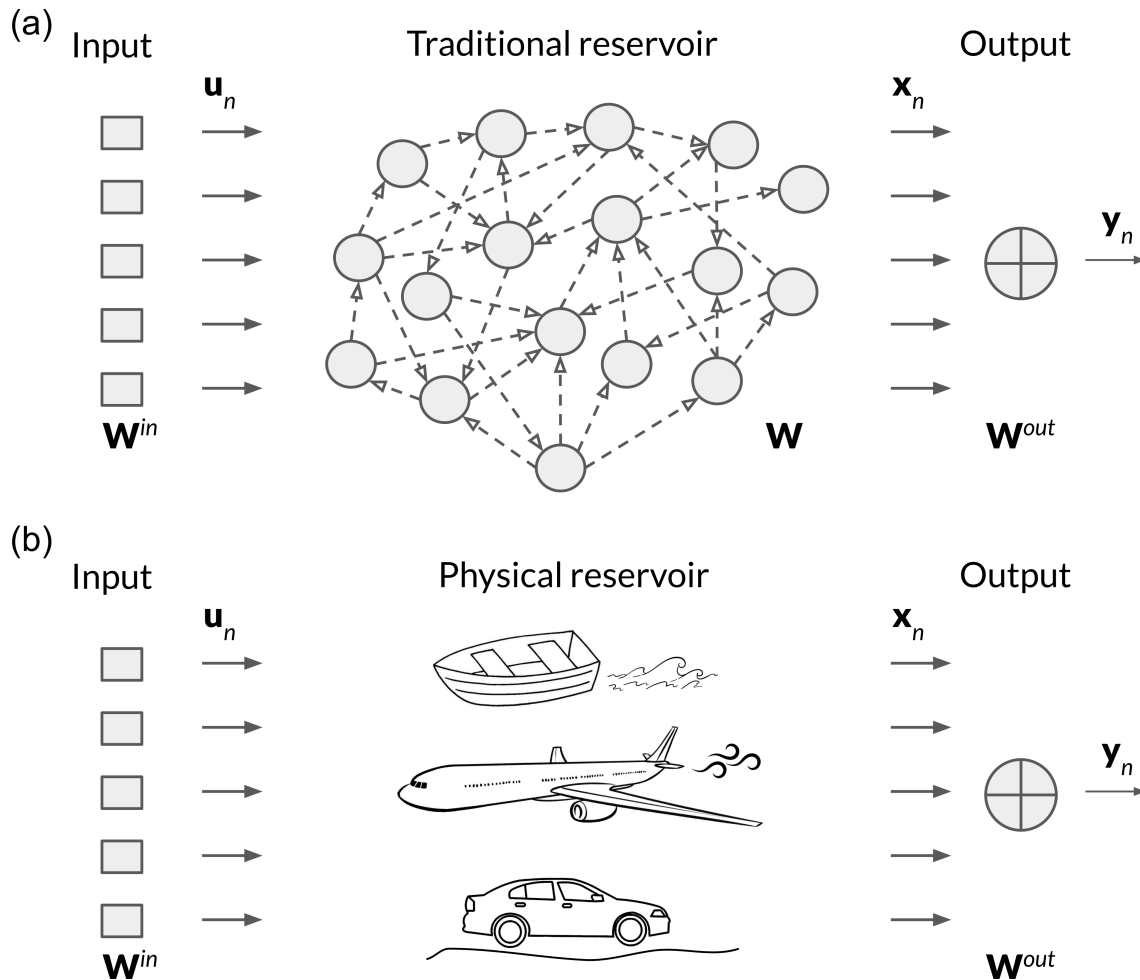 (a)
Input Traditional reservoir Output
u_n x_n
y_n
W^in W W^out
(b)
Input Physical reservoir Output
u_n x_n
y_n
W^in W^out